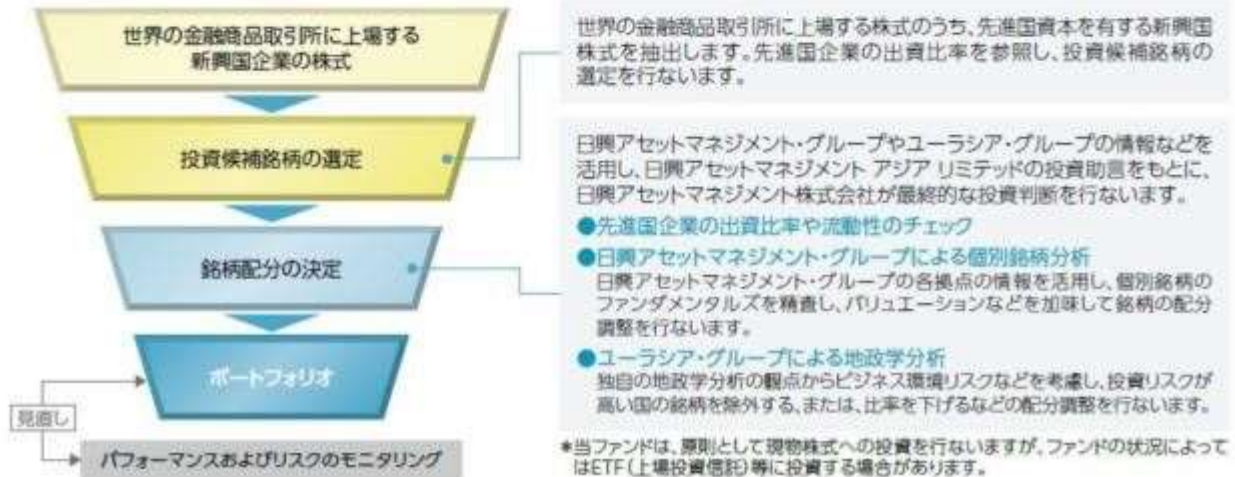 世界の金融商品取引所に上場する
新興国企業の株式
投資候補銘柄の選定
銘柄配分の決定
ポートフォリオ
見直し
パフォーマンスおよびリスクのモニタリング
世界の金融商品取引所に上場する株式のうち、先進国資本を有する新興国
株式を抽出します。先進国企業の出資比率を参照し、投資候補銘柄の
選定を行ないます。
日興アセットマネジメント・グループやユーラシア・グループの情報などを
活用し、日興アセットマネジメント アジア リミテッドの投資助言をもとに、
日興アセットマネジメント株式会社が最終的な投資判断を行ないます。
●先進国企業の出資比率や流動性のチェック
●日興アセットマネジメント・グループによる個別銘柄分析
日興アセットマネジメント・グループの各拠点の情報を活用し、個別銘柄の
ファンダメンタルズを精査し、バリュエーションなどを加味して銘柄の配分
調整を行ないます。
●ユーラシア・グループによる地政学分析
独自の地政学分析の観点からビジネス環境リスクなどを考慮し、投資リスクが
高い国の銘柄を除外する、または、比率を下げるなどの配分調整を行ないます。
*当ファンドは、原則として現物株式への投資を行ないますが、ファンドの状況によって
はETF(上場投資信託)等に投資する場合があります。